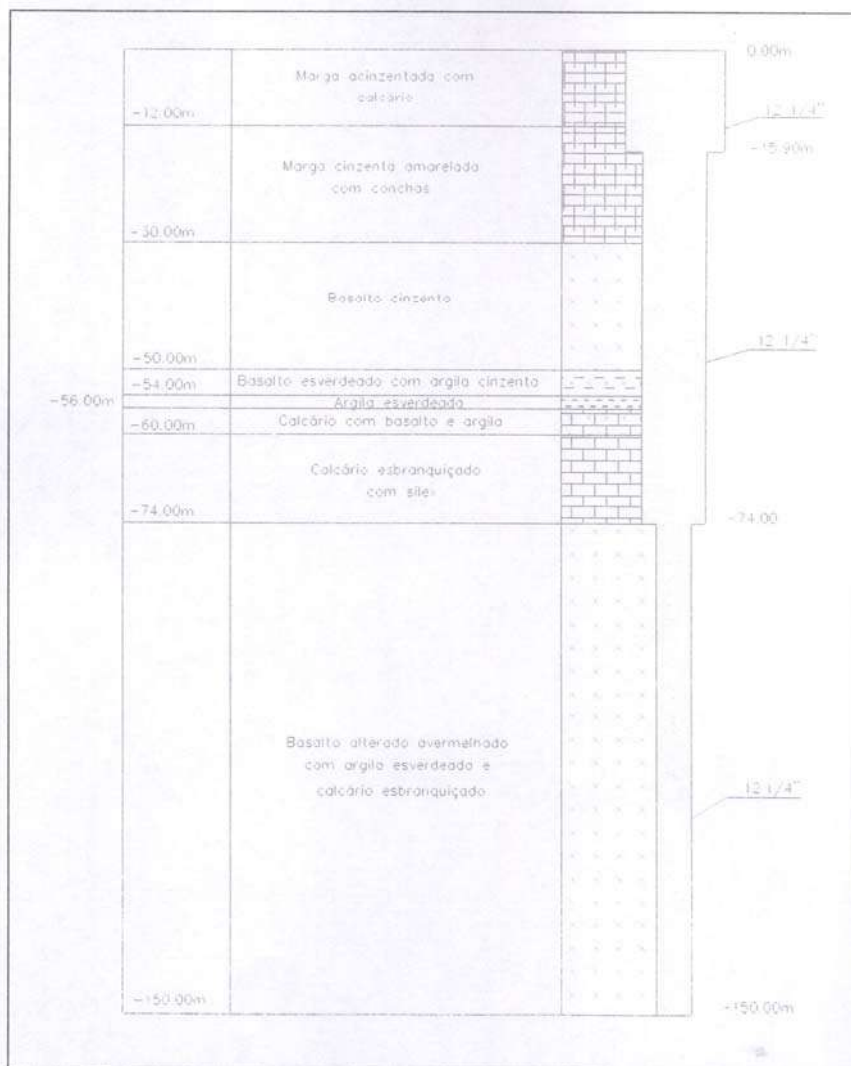 0.00m
Marga acinzentada com
calcário
-12.00m
12 1/4"
-15.90m
Marga cinzenta amarelada
com conchas
-30.00m
Basalto cinzento
12 1/4"
-50.00m
Basalto esverdeado com argila cinzenta
-54.00m
Argila esverdeada
-56.00m
Calcário com basalto e argila
-60.00m
Calcário esbranquiçado
com sílex
-74.00m
-74.00
Basalto alterado avermelhado
com argila esverdeada e
calcário esbranquiçado
12 1/4"
-150.00m
-150.00m